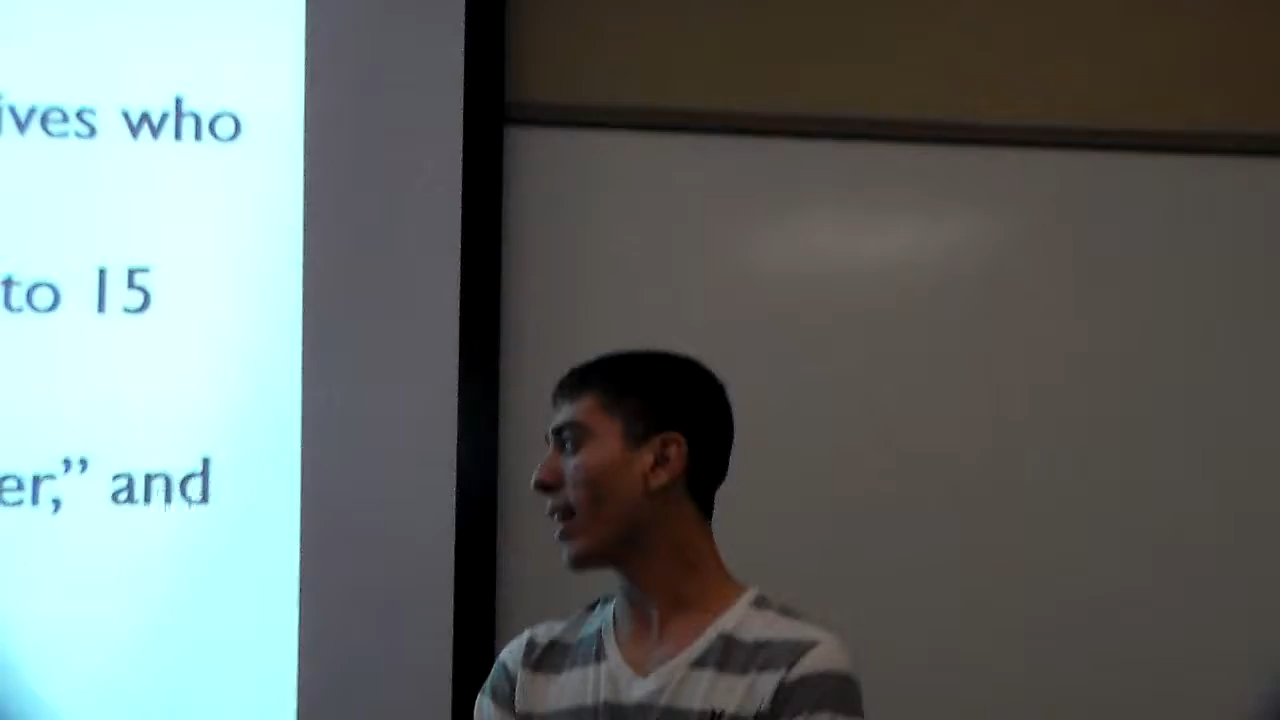 ives who
to 15
er,” and